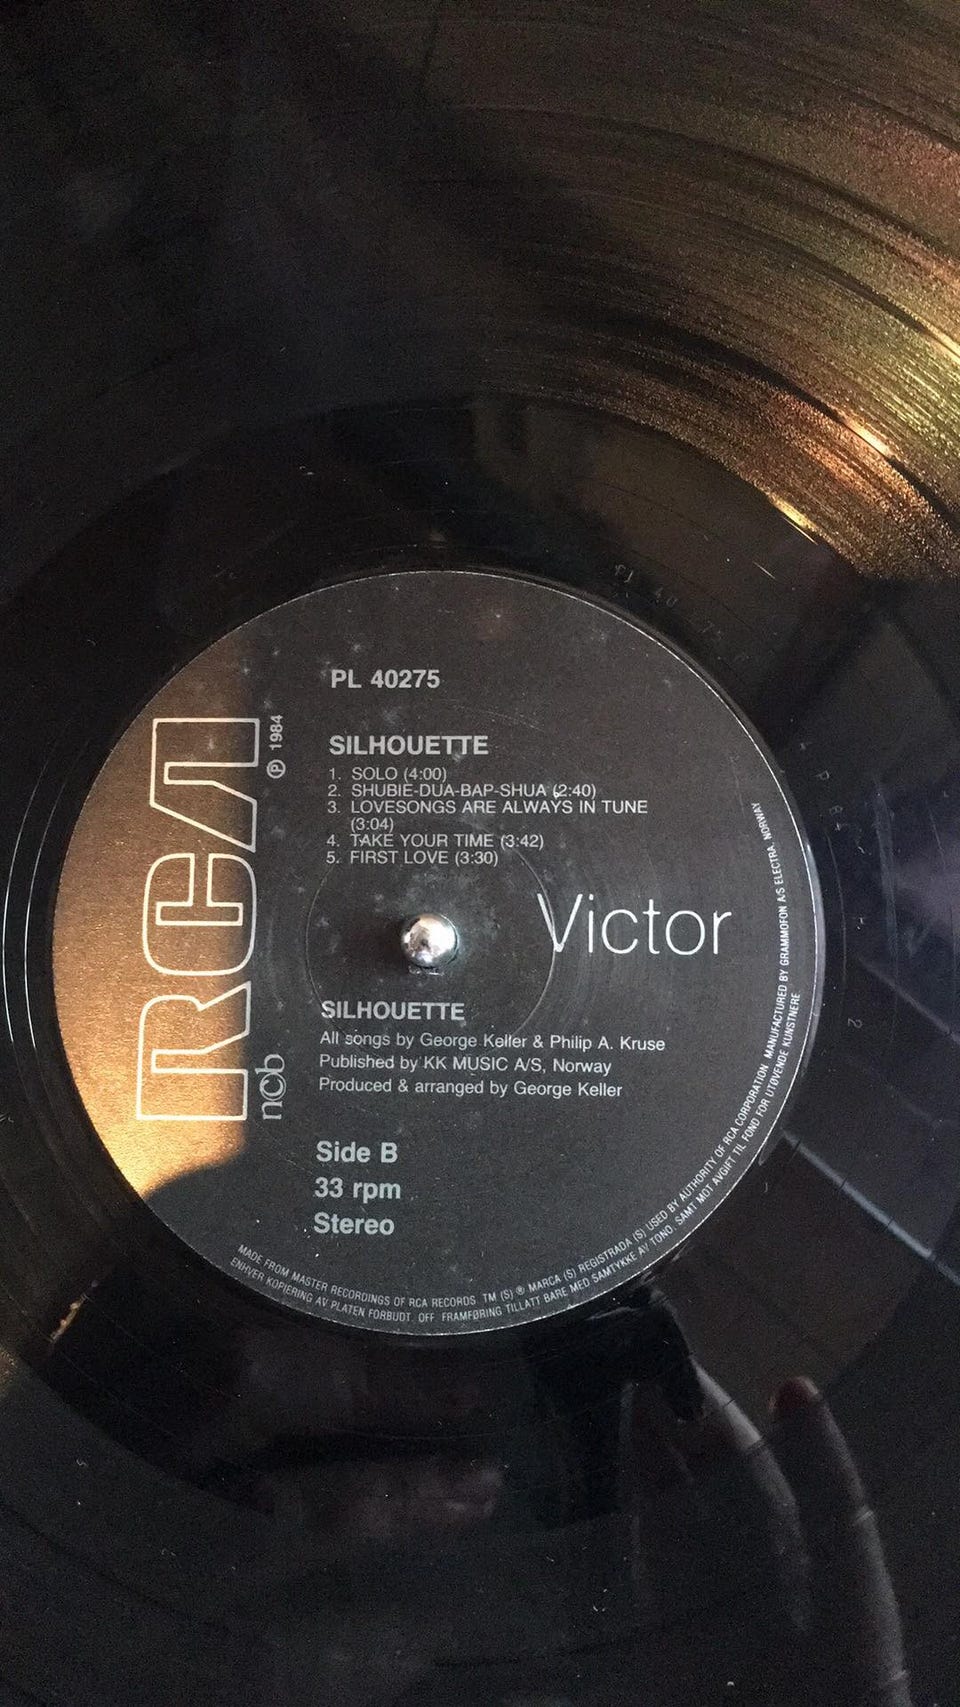 PL 40275
RCA
℗ 1984
SILHOUETTE
1. SOLO (4:00)
2. SHUBIE-DUA-BAP-SHUA (2:40)
3. LOVESONGS ARE ALWAYS IN TUNE
(3:04)
4. TAKE YOUR TIME (3:42)
5. FIRST LOVE (3:30)
Victor
SILHOUETTE
All songs by George Keller & Philip A. Kruse
Published by KK MUSIC A/S, Norway
Produced & arranged by George Keller
ncb
Side B
33 rpm
Stereo
MADE FROM MASTER RECORDINGS OF RCA RECORDS. TM (S) ® MARCA (S) REGISTRADA (S) USED BY AUTHORITY OF RCA CORPORATION. MANUFACTURED BY GRAMMOFON A/S ELECTRA, NORWAY
ENHVER KOPIERING AV PLATEN FORBUDT. OFF. FRAMFØRING TILLATT BARE MED SAMTYKKE AV TONO, SAMT MOT AVGIFT TIL FOND FOR UTØVENDE KUNSTNERE